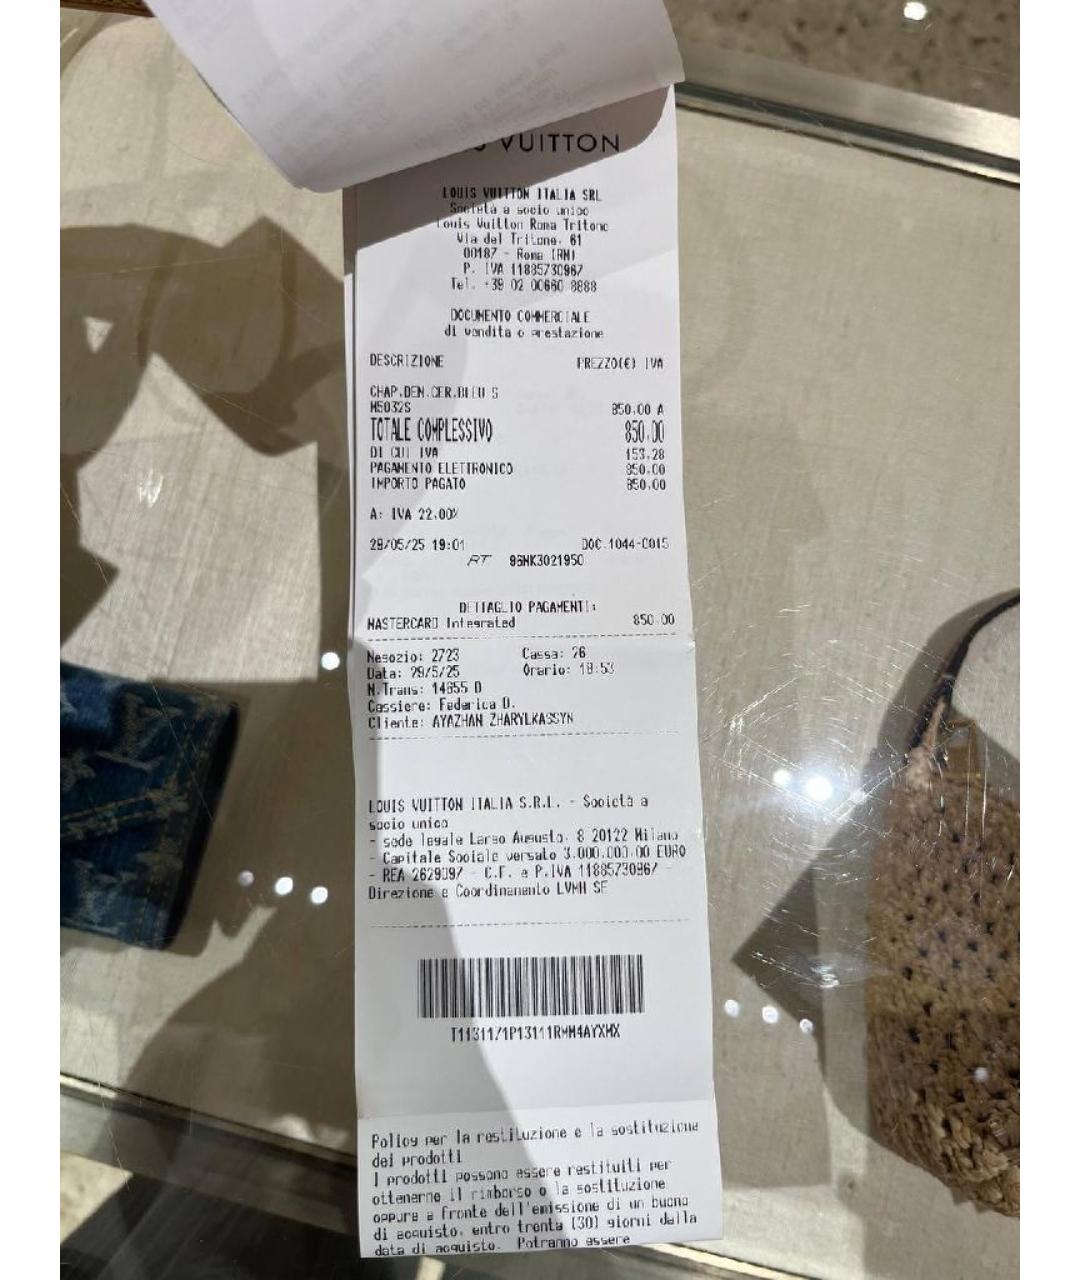 VUITTON
LOUIS VUITTON ITALIA SRL
Società a socio unico
Louis Vuitton Roma Tritone
Via del Tritone, 61
00187 - Roma (RM)
P. IVA 11885730967
Tel. +39 02 00660 8888
DOCUMENTO COMMERCIALE
di vendita o prestazione
DESCRIZIONE PREZZO(€) IVA
CHAP.DEN.CER.BLEU S
M5032S 850,00 A
TOTALE COMPLESSIVO 850,00
DI CUI IVA 153,28
PAGAMENTO ELETTRONICO 850,00
IMPORTO PAGATO 850,00
A: IVA 22,00%
29/05/25 19:01 DOC.1044-0015
RT 96MK3021950
DETTAGLIO PAGAMENTI:
MASTERCARD Integrated 850,00
Negozio: 2723 Cassa: 26
Data: 29/5/25 Orario: 18:53
N.Trans: 14655 D
Cassiere: Federica D.
Cliente: AYAZHAN ZHARYLKASSYN
LOUIS VUITTON ITALIA S.R.L. - Società a
socio unico
- sede legale Largo Augusto, 8 20122 Milano
- Capitale Sociale versato 3.000.000,00 EURO
- REA 2629097 - C.F. e P.IVA 11885730967 -
Direzione e Coordinamento LVMH SE
Policy per la restituzione e la sostituzione
dei prodotti
I prodotti possono essere restituiti per
ottenerne il rimborso o la sostituzione
oppure a fronte dell'emissione di un buono
di acquisto, entro trenta (30) giorni dalla
data di acquisto. Potranno essere